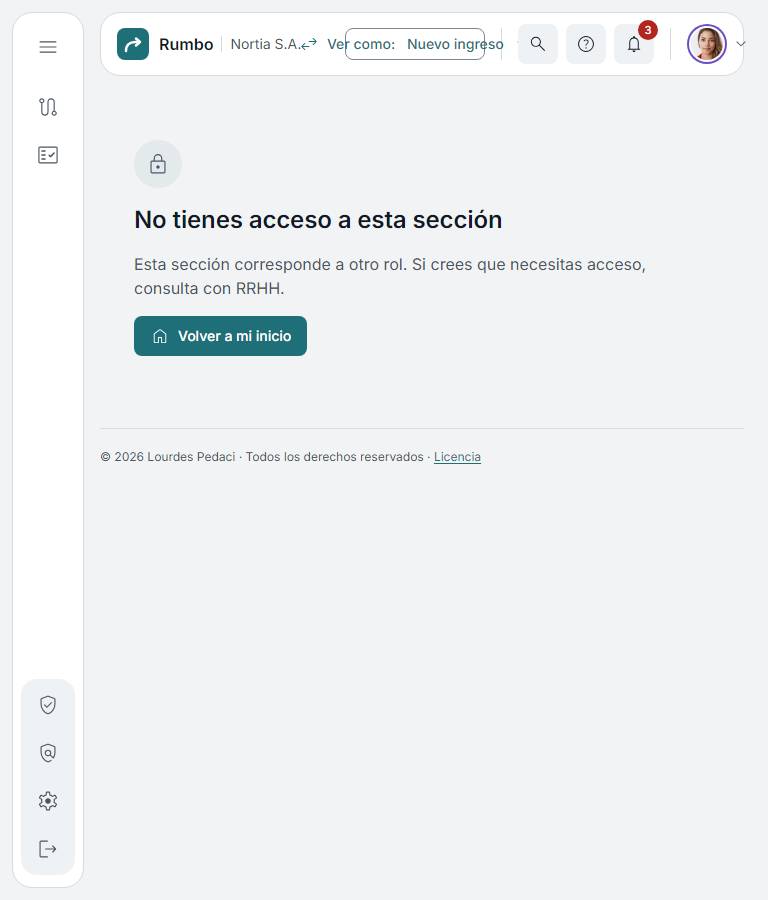 Rumbo
Nortia S.A.
Ver como: Nuevo ingreso
3
No tienes acceso a esta sección
Esta sección corresponde a otro rol. Si crees que necesitas acceso,
consulta con RRHH.
Volver a mi inicio
© 2026 Lourdes Pedaci · Todos los derechos reservados · Licencia